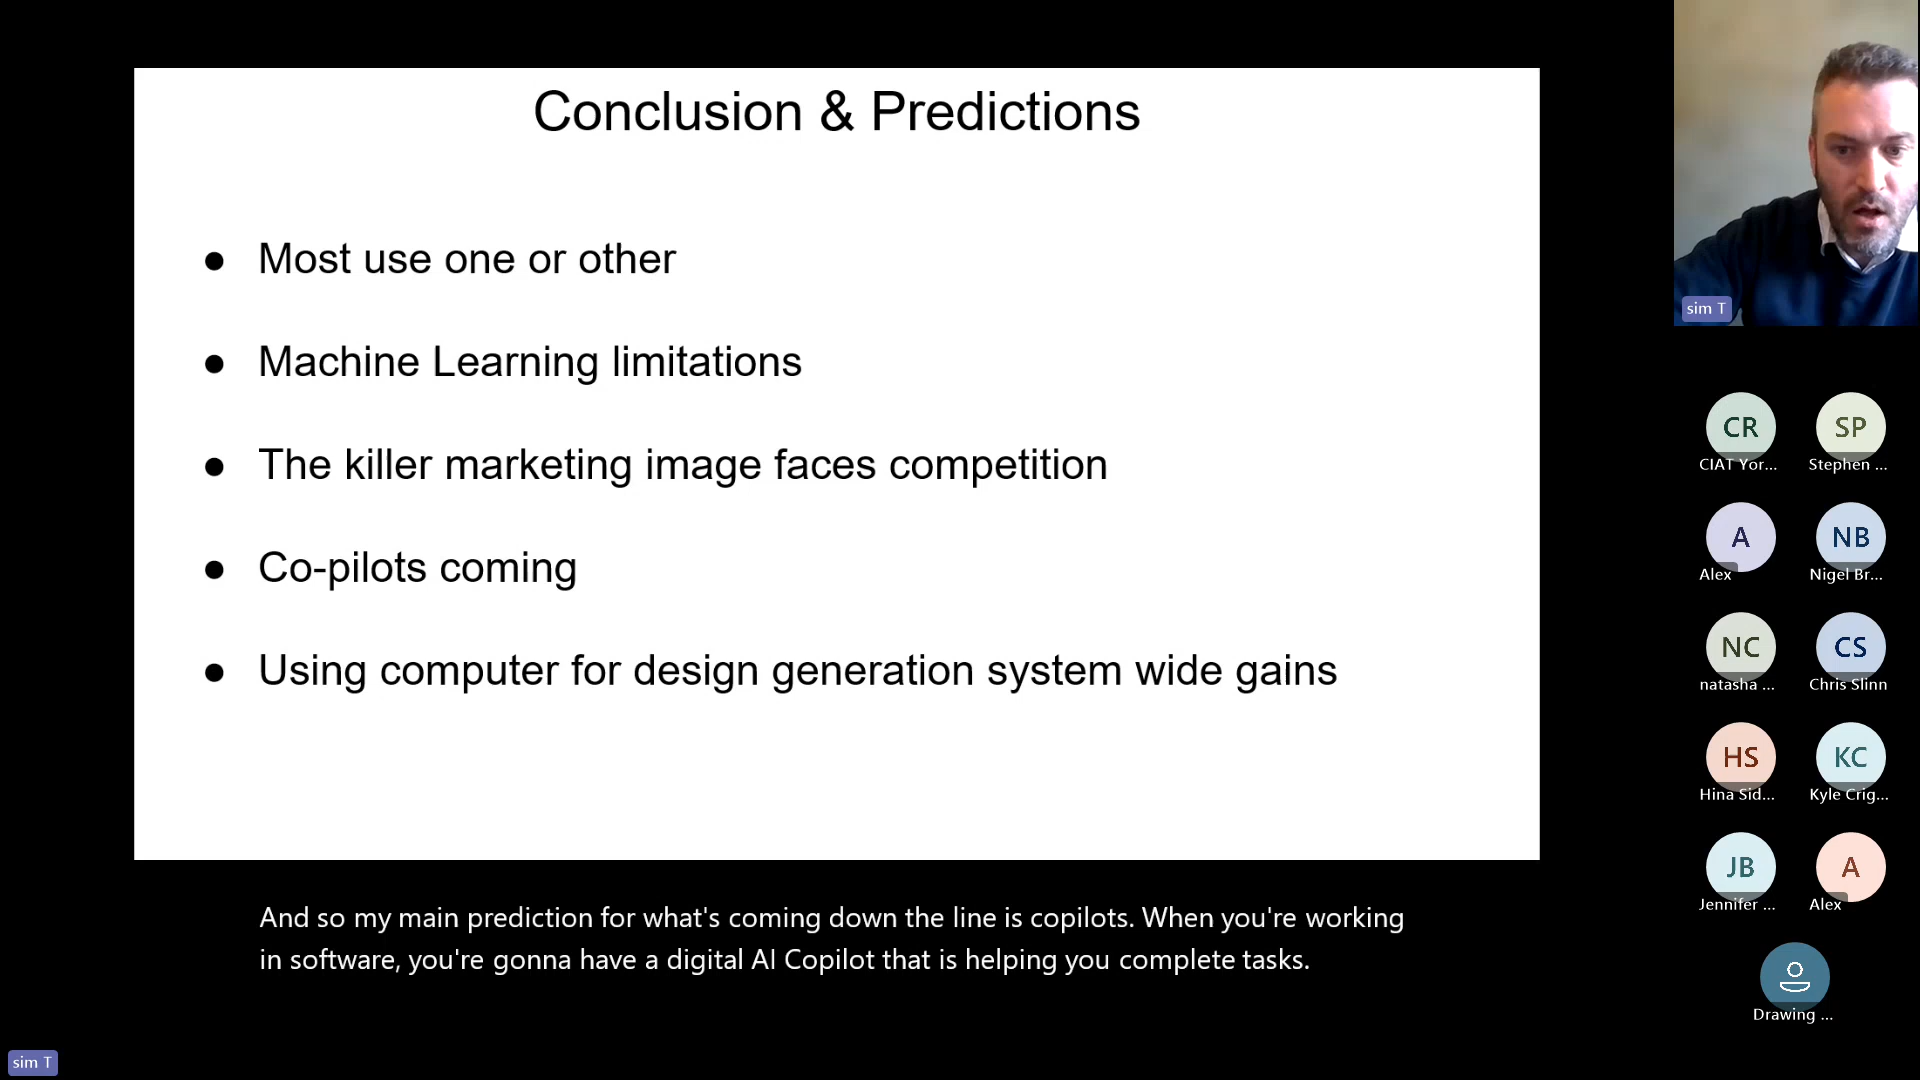 Conclusion & Predictions
● Most use one or other
● Machine Learning limitations
● The killer marketing image faces competition
● Co-pilots coming
● Using computer for design generation system wide gains
And so my main prediction for what's coming down the line is copilots. When you're working
in software, you're gonna have a digital AI Copilot that is helping you complete tasks.
sim T
sim T
CR
CIAT Yor...
SP
Stephen ...
A
Alex
NB
Nigel Br...
NC
natasha ...
CS
Chris Slinn
HS
Hina Sid...
KC
Kyle Crig...
JB
Jennifer ...
A
Alex
Drawing ...